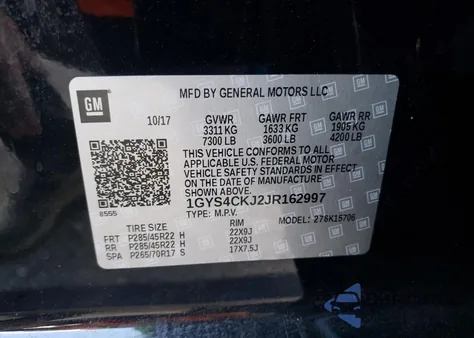 MFD BY GENERAL MOTORS LLC
GM
10/17
GVWR GAWR FRT GAWR RR
3311 KG 1633 KG 1905 KG
7300 LB 3600 LB 4200 LB
THIS VEHICLE CONFORMS TO ALL
APPLICABLE U.S. FEDERAL MOTOR
VEHICLE SAFETY STANDARDS IN
EFFECT ON THE DATE OF
MANUFACTURE SHOWN ABOVE.
1GYS4CKJ2JR162997
TYPE: M.P.V. MODEL: 2T6K15706
8555
TIRE SIZE RIM
FRT P285/45R22 H 22X9J
RR P285/45R22 H 22X9J
SPA P265/70R17 S 17X7.5J